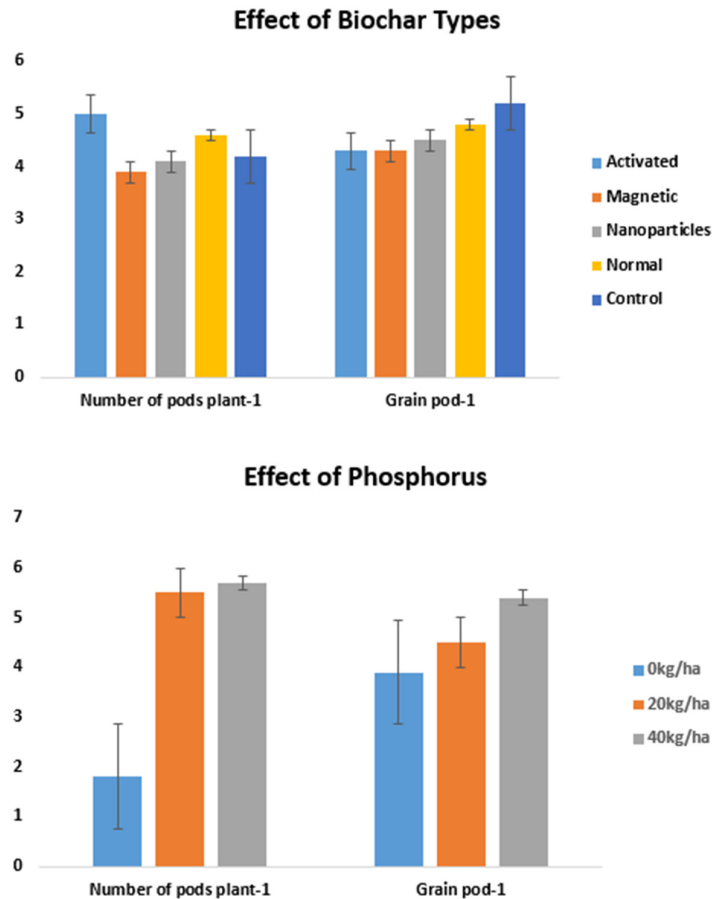 Effect of Biochar Types
6
5
4
3
2
1
0
Number of pods plant-1
Grain pod-1
Activated
Magnetic
Nanoparticles
Normal
Control
Effect of Phosphorus
7
6
5
4
3
2
1
0
Number of pods plant-1
Grain pod-1
0kg/ha
20kg/ha
40kg/ha